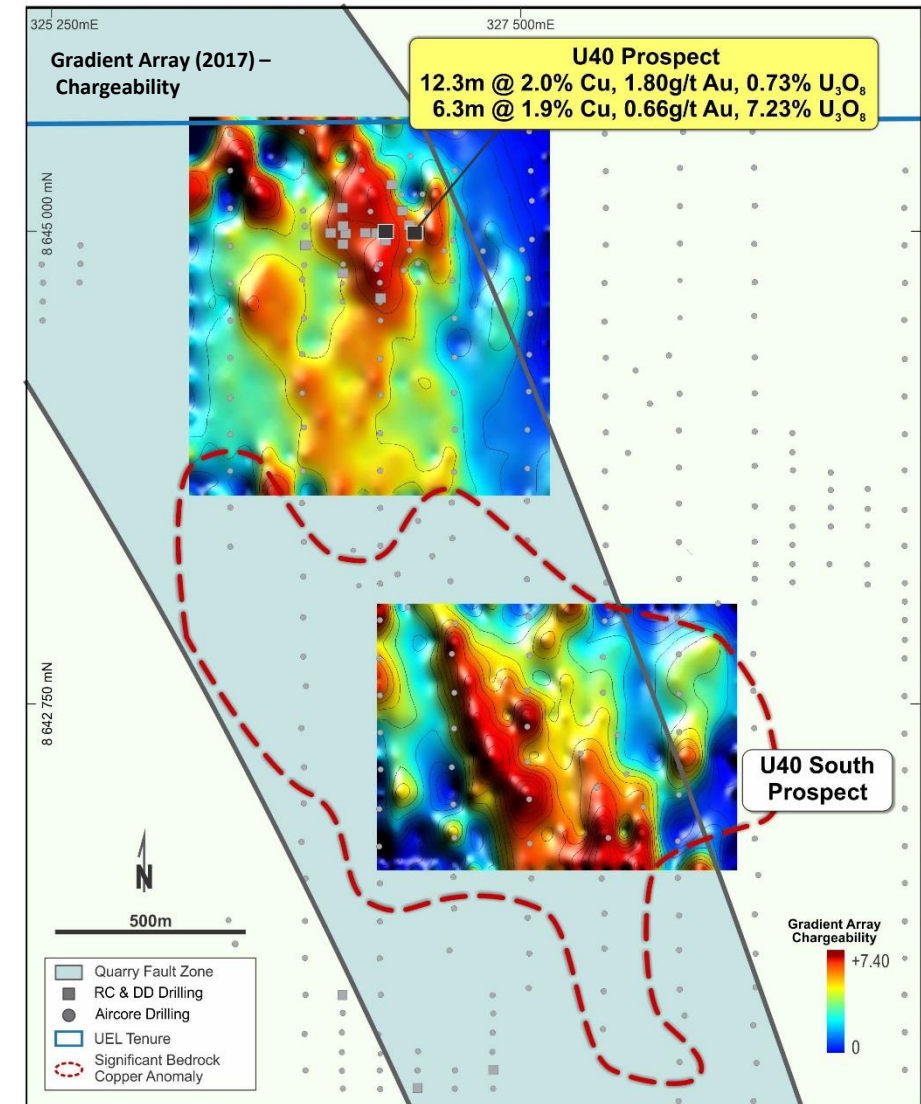 325 250mE
327 500mE
Gradient Array (2017) –
Chargeability
U40 Prospect
12.3m @ 2.0% Cu, 1.80g/t Au, 0.73% U₃O₈
6.3m @ 1.9% Cu, 0.66g/t Au, 7.23% U₃O₈
8 645 000 mN
8 642 750 mN
U40 South
Prospect
N
500m
Quarry Fault Zone
RC & DD Drilling
Aircore Drilling
UEL Tenure
Significant Bedrock
Copper Anomaly
Gradient Array
Chargeability
+7.40
0